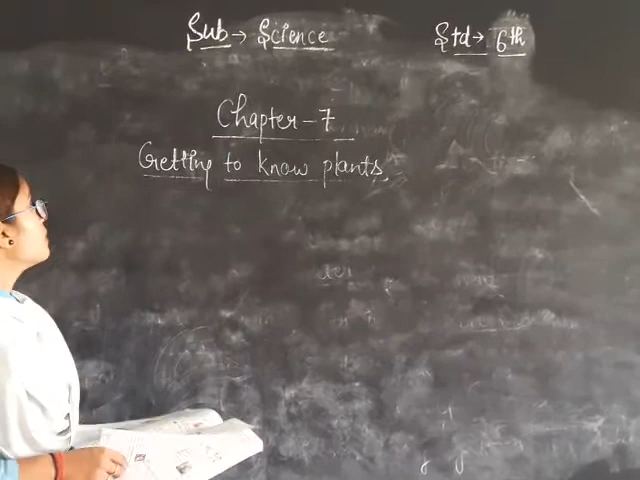 Sub → Science Std → 6th
Chapter - 7
Getting to know plants.